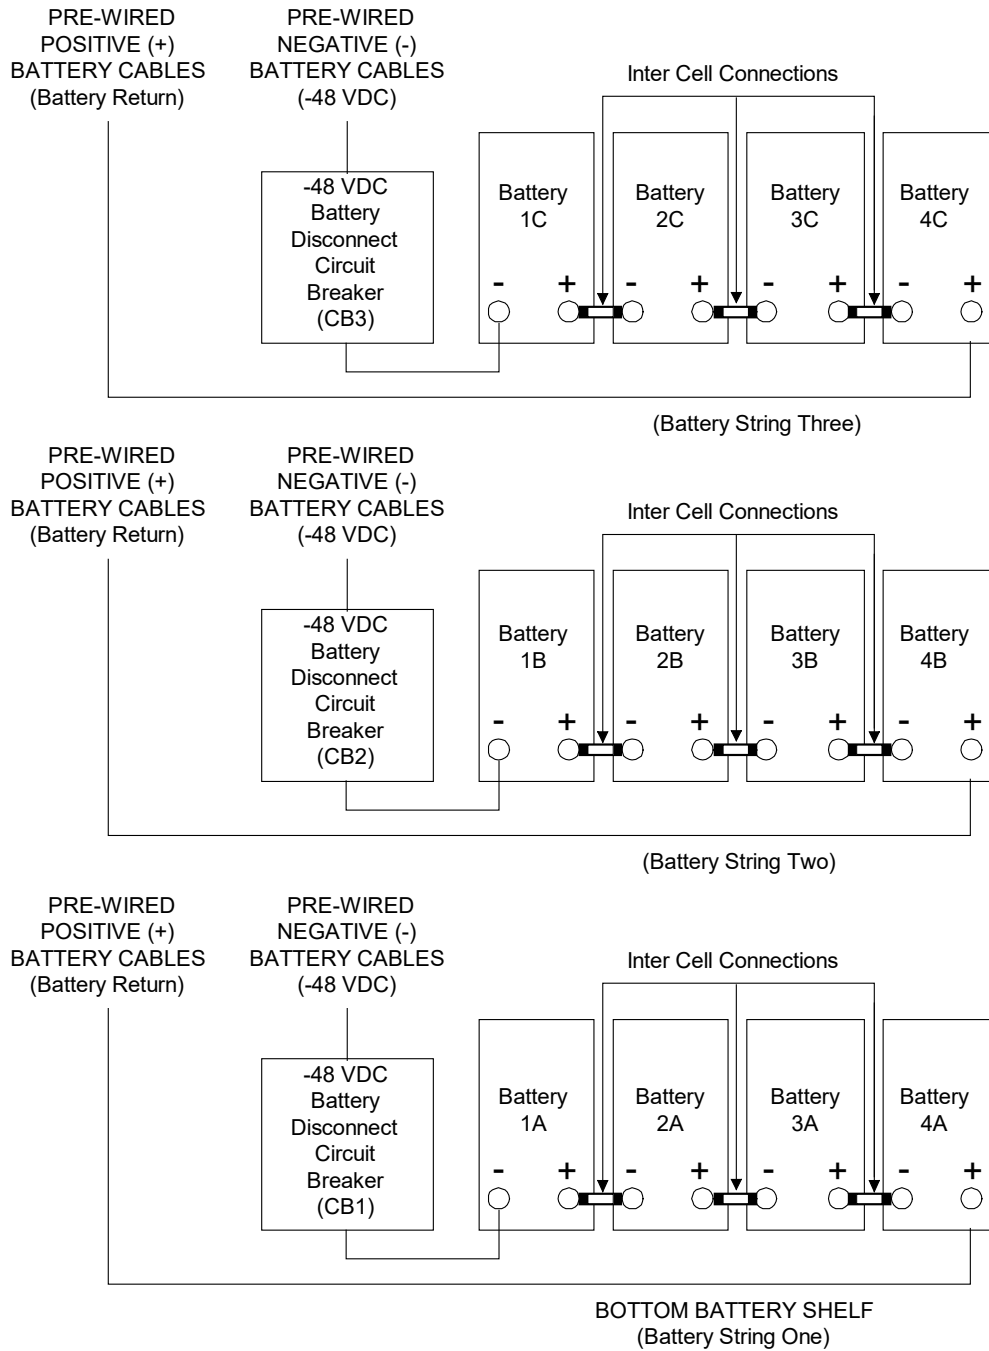 PRE-WIRED
POSITIVE (+)
BATTERY CABLES
(Battery Return)
PRE-WIRED
NEGATIVE (-)
BATTERY CABLES
(-48 VDC)
Inter Cell Connections
-48 VDC
Battery
Disconnect
Circuit
Breaker
(CB3)
Battery
1C
Battery
2C
Battery
3C
Battery
4C
- + - + - + - +
(Battery String Three)
PRE-WIRED
POSITIVE (+)
BATTERY CABLES
(Battery Return)
PRE-WIRED
NEGATIVE (-)
BATTERY CABLES
(-48 VDC)
Inter Cell Connections
-48 VDC
Battery
Disconnect
Circuit
Breaker
(CB2)
Battery
1B
Battery
2B
Battery
3B
Battery
4B
- + - + - + - +
(Battery String Two)
PRE-WIRED
POSITIVE (+)
BATTERY CABLES
(Battery Return)
PRE-WIRED
NEGATIVE (-)
BATTERY CABLES
(-48 VDC)
Inter Cell Connections
-48 VDC
Battery
Disconnect
Circuit
Breaker
(CB1)
Battery
1A
Battery
2A
Battery
3A
Battery
4A
- + - + - + - +
BOTTOM BATTERY SHELF
(Battery String One)